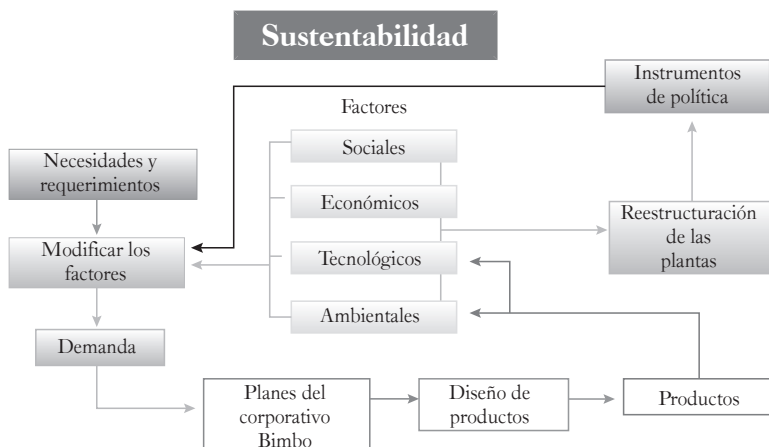 Sustentabilidad
Instrumentos
de política
Factores
Sociales
Necesidades y
requerimientos
Económicos
Reestructuración
de las
plantas
Modificar los
factores
Tecnológicos
Ambientales
Demanda
Planes del
corporativo
Bimbo
Diseño de
productos
Productos